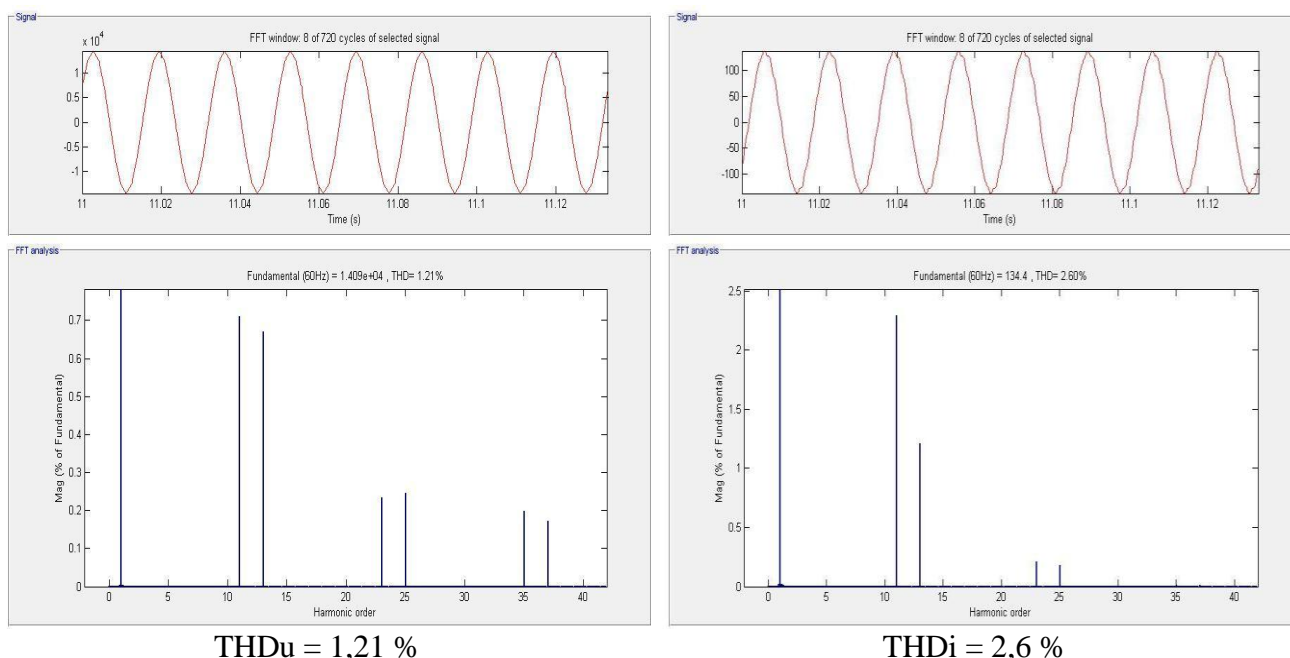 Signal
FFT window: 8 of 720 cycles of selected signal
x 10^4
1
0.5
0
-0.5
-1
11 11.02 11.04 11.06 11.08 11.1 11.12
Time (s)
FFT analysis
Fundamental (60Hz) = 1.409e+04 , THD= 1.21%
0.7
0.6
0.5
0.4
0.3
0.2
0.1
0
Mag (% of Fundamental)
0 5 10 15 20 25 30 35 40
Harmonic order
THDu = 1,21 %
Signal
FFT window: 8 of 720 cycles of selected signal
100
50
0
-50
-100
11 11.02 11.04 11.06 11.08 11.1 11.12
Time (s)
FFT analysis
Fundamental (60Hz) = 134.4 , THD= 2.60%
2.5
2
1.5
1
0.5
0
Mag (% of Fundamental)
0 5 10 15 20 25 30 35 40
Harmonic order
THDi = 2,6 %